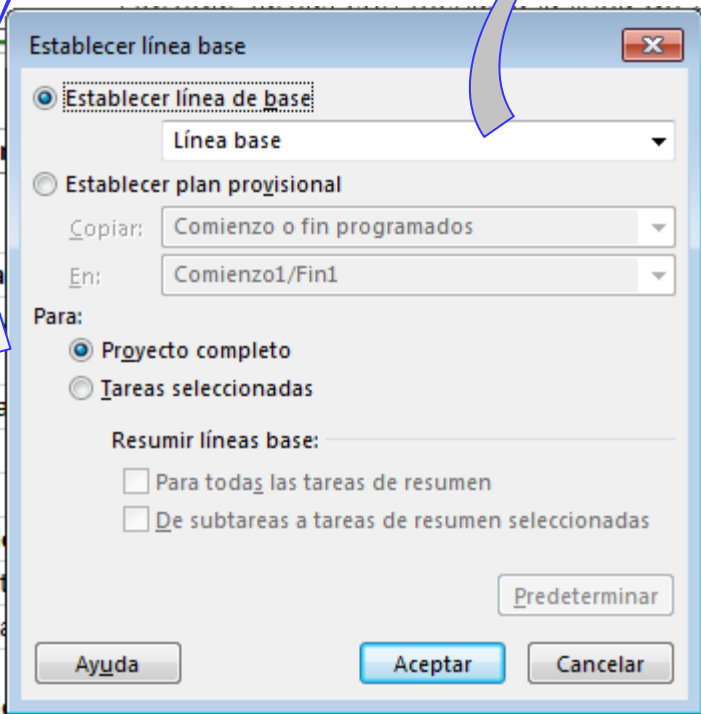 Establecer línea base
Establecer línea de base
Línea base
Establecer plan provisional
Copiar: Comienzo o fin programados
En: Comienzo1/Fin1
Para:
Proyecto completo
Tareas seleccionadas
Resumir líneas base:
Para todas las tareas de resumen
De subtareas a tareas de resumen seleccionadas
Predeterminar
Ayuda Aceptar Cancelar